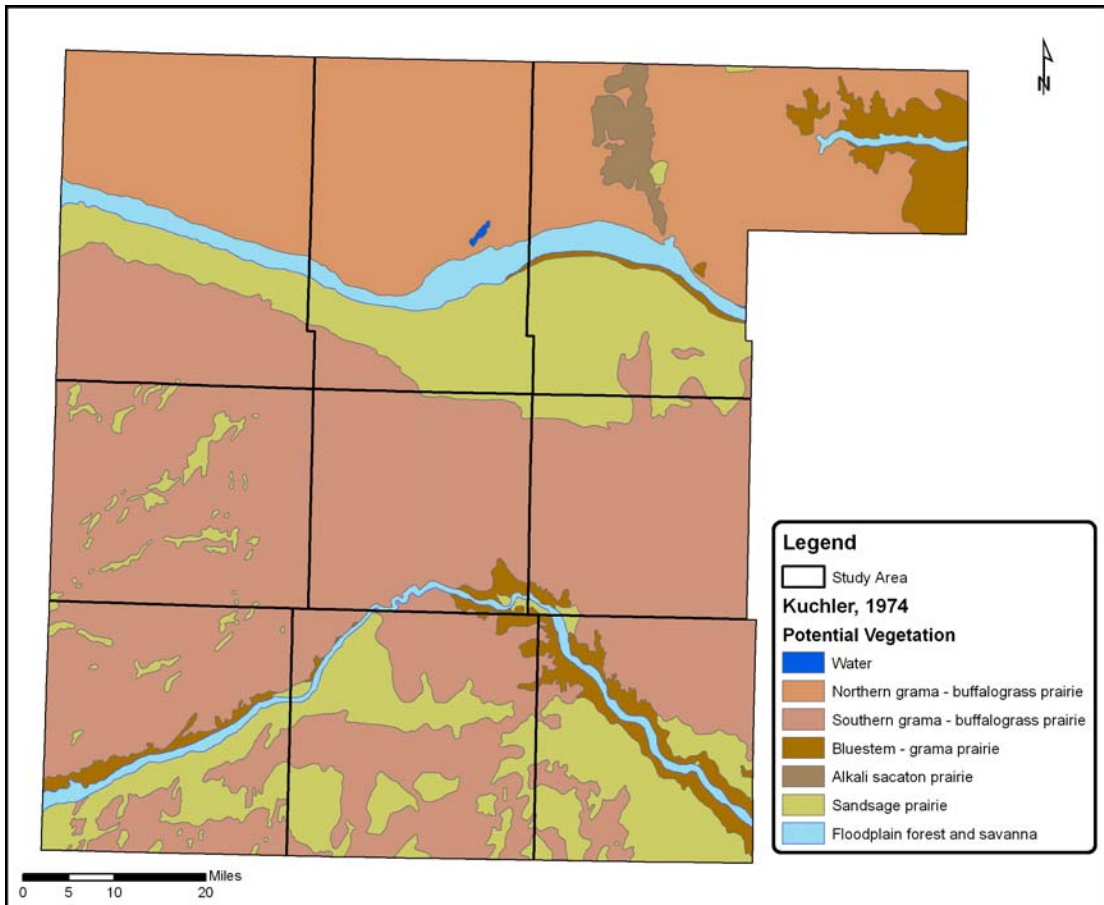 N
Legend
Study Area
Kuchler, 1974
Potential Vegetation
Water
Northern grama - buffalograss prairie
Southern grama - buffalograss prairie
Bluestem - grama prairie
Alkali sacaton prairie
Sandsage prairie
Floodplain forest and savanna
Miles
0 5 10 20